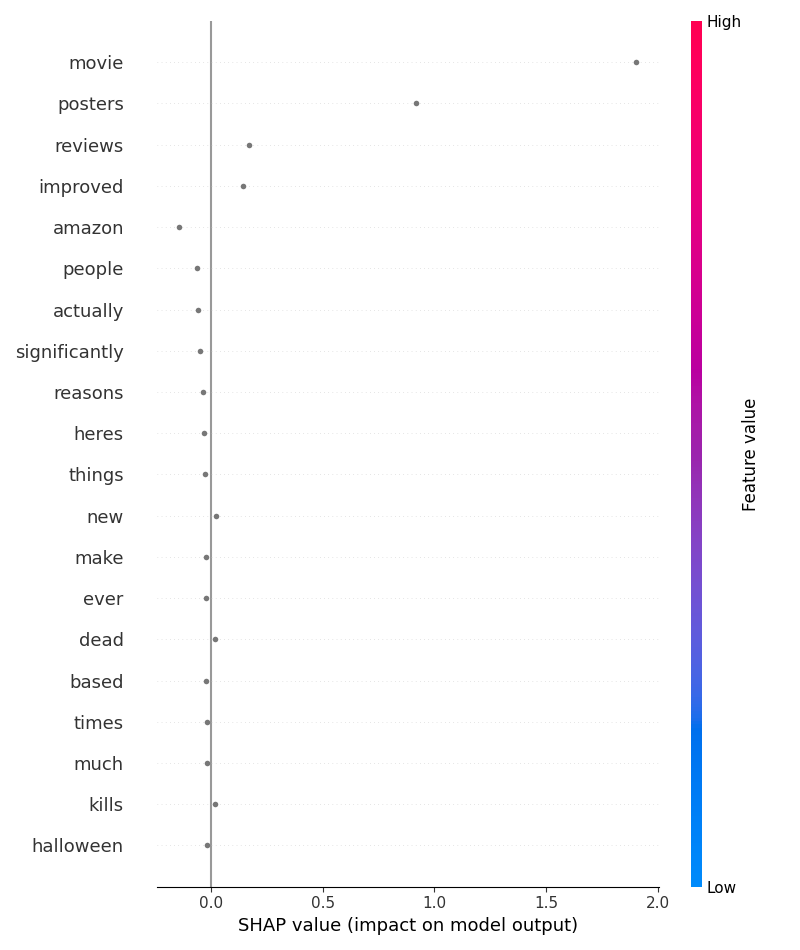 High
movie
posters
reviews
improved
amazon
people
actually
significantly
reasons
heres
things
new
make
ever
dead
based
times
much
kills
halloween
Feature value
Low
0.0 0.5 1.0 1.5 2.0
SHAP value (impact on model output)